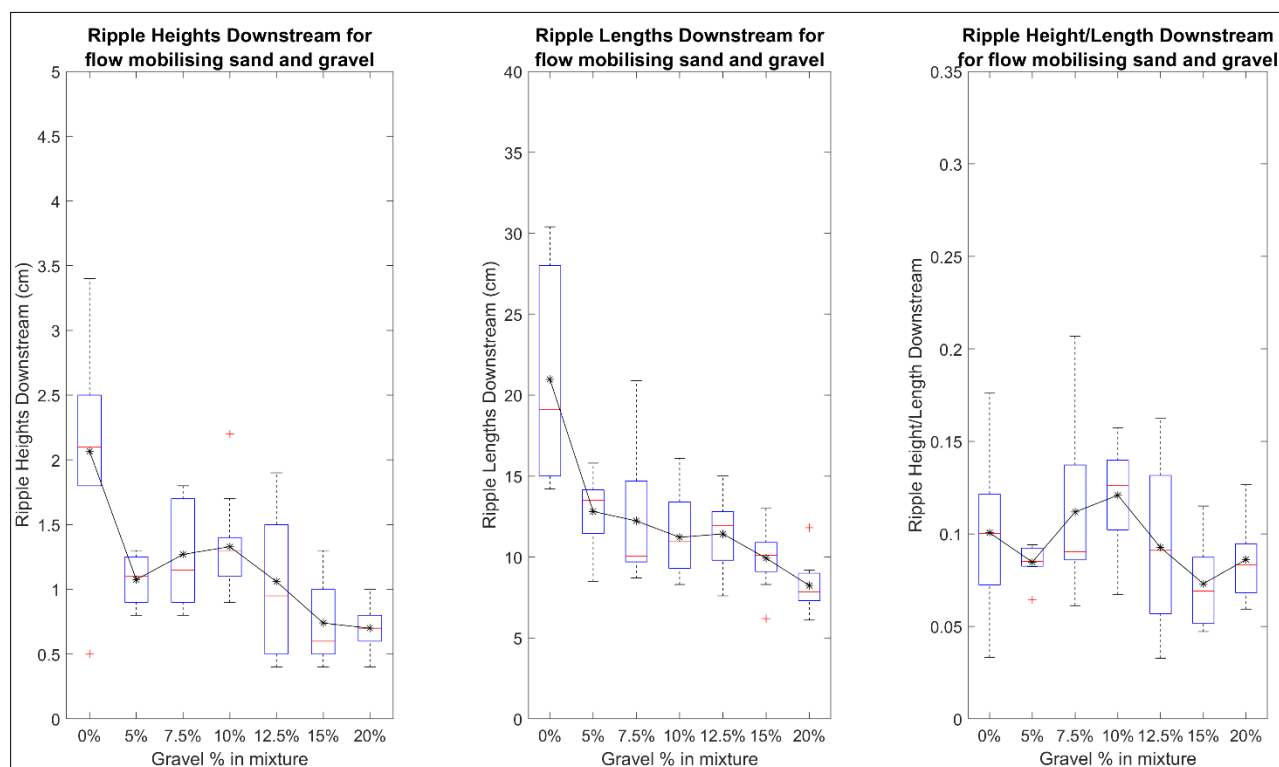 Ripple Heights Downstream for
flow mobilising sand and gravel
5
4.5
4
3.5
3
2.5
2
1.5
1
0.5
0
Ripple Heights Downstream (cm)
0% 5% 7.5% 10% 12.5% 15% 20%
Gravel % in mixture
Ripple Lengths Downstream for
flow mobilising sand and gravel
40
35
30
25
20
15
10
5
0
Ripple Lengths Downstream (cm)
0% 5% 7.5% 10% 12.5% 15% 20%
Gravel % in mixture
Ripple Height/Length Downstream
for flow mobilising sand and gravel
0.35
0.3
0.25
0.2
0.15
0.1
0.05
0
Ripple Height/Length Downstream
0% 5% 7.5% 10% 12.5% 15% 20%
Gravel % in mixture